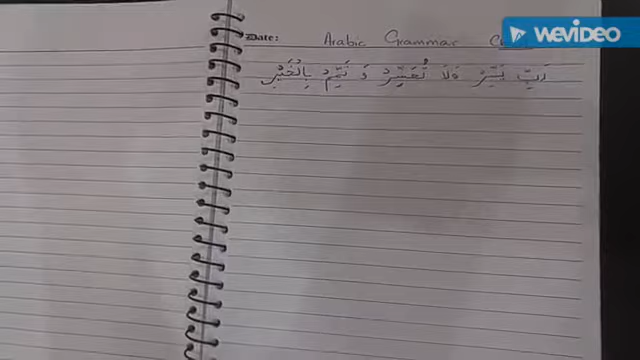 Date: Arabic Grammar
رَبِّ يَسِّرْ وَلَا تُعَسِّرْ وَ تَمِّمْ بِالْخَيْرِ
WEVIDEO